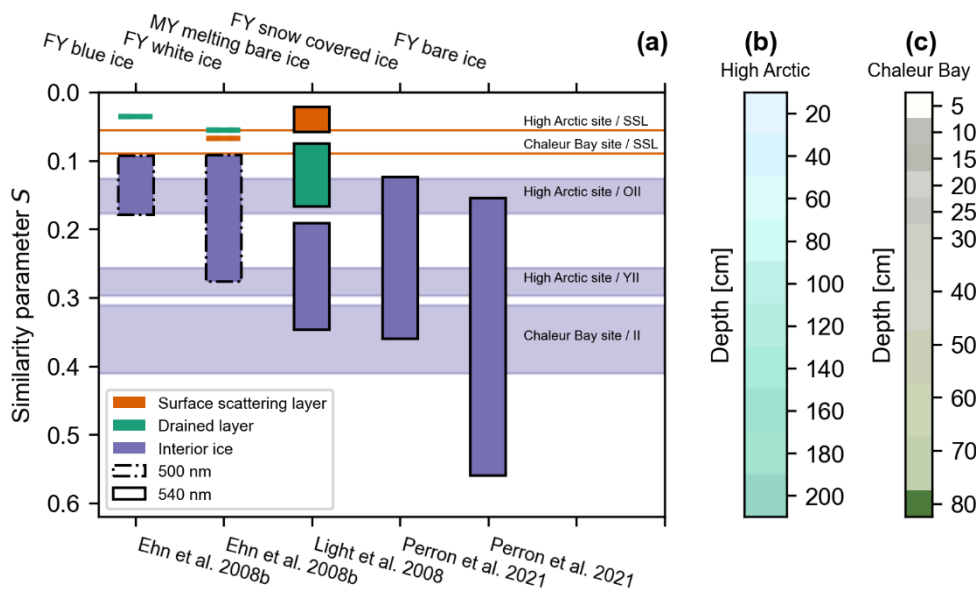 FY blue ice
FY white ice
MY melting bare ice
FY snow covered ice
FY bare ice
(a)
Similarity parameter S
0.0
0.1
0.2
0.3
0.4
0.5
0.6
High Arctic site / SSL
Chaleur Bay site / SSL
High Arctic site / OII
High Arctic site / YII
Chaleur Bay site / II
Surface scattering layer
Drained layer
Interior ice
500 nm
540 nm
Ehn et al. 2008b
Ehn et al. 2008b
Light et al. 2008
Perron et al. 2021
Perron et al. 2021
(b)
High Arctic
Depth [cm]
20
40
60
80
100
120
140
160
180
200
(c)
Chaleur Bay
Depth [cm]
5
10
15
20
25
30
40
50
60
70
80